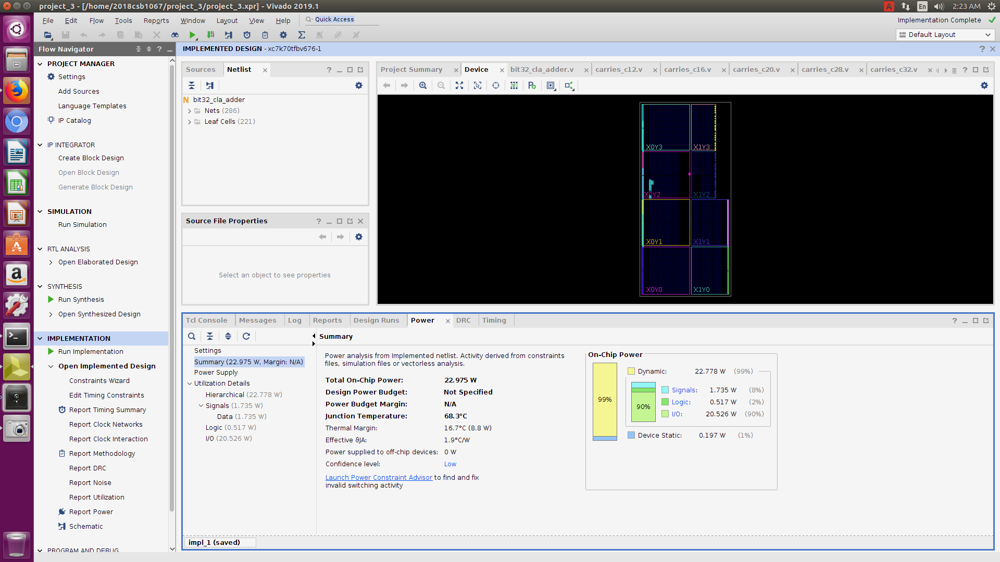 project_3 - [/home/2018csb1067/project_3/project_3.xpr] - Vivado 2019.1
A
En
2:23 AM
File Edit Flow Tools Reports Window Layout View Help
Quick Access
Implementation Complete
Default Layout
Flow Navigator
IMPLEMENTED DESIGN - xc7k70tfbv676-1
PROJECT MANAGER
Settings
Add Sources
Language Templates
IP Catalog
IP INTEGRATOR
Create Block Design
Open Block Design
Generate Block Design
SIMULATION
Run Simulation
RTL ANALYSIS
Open Elaborated Design
SYNTHESIS
Run Synthesis
Open Synthesized Design
IMPLEMENTATION
Run Implementation
Open Implemented Design
Constraints Wizard
Edit Timing Constraints
Report Timing Summary
Report Clock Networks
Report Clock Interaction
Report Methodology
Report DRC
Report Noise
Report Utilization
Report Power
Schematic
PROGRAM AND DEBUG
Sources Netlist
N bit32_cla_adder
Nets (286)
Leaf Cells (221)
Source File Properties
Select an object to see properties
Project Summary Device bit32_cla_adder.v carries_c12.v carries_c16.v carries_c20.v carries_c28.v carries_c32.v
X0Y3 X1Y3
X0Y2 X1Y2
X0Y1 X1Y1
X0Y0 X1Y0
Tcl Console Messages Log Reports Design Runs Power DRC Timing
Settings
Summary (22.975 W, Margin: N/A)
Power Supply
Utilization Details
Hierarchical (22.778 W)
Signals (1.735 W)
Data (1.735 W)
Logic (0.517 W)
I/O (20.526 W)
Summary
Power analysis from Implemented netlist. Activity derived from constraints
files, simulation files or vectorless analysis.
Total On-Chip Power: 22.975 W
Design Power Budget: Not Specified
Power Budget Margin: N/A
Junction Temperature: 68.3°C
Thermal Margin: 16.7°C (8.8 W)
Effective ϑJA: 1.9°C/W
Power supplied to off-chip devices: 0 W
Confidence level: Low
Launch Power Constraint Advisor to find and fix
invalid switching activity
On-Chip Power
99%
Dynamic: 22.778 W (99%)
90%
Signals: 1.735 W (8%)
Logic: 0.517 W (2%)
I/O: 20.526 W (90%)
Device Static: 0.197 W (1%)
impl_1 (saved)